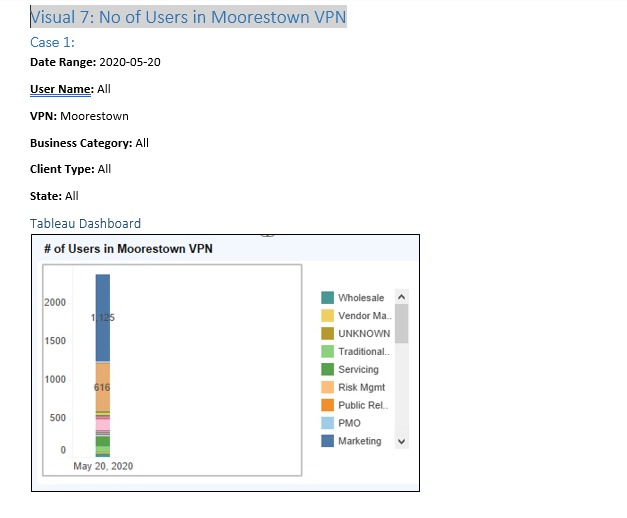 Visual 7: No of Users in Moorestown VPN
Case 1:
Date Range: 2020-05-20
User Name: All
VPN: Moorestown
Business Category: All
Client Type: All
State: All
Tableau Dashboard
# of Users in Moorestown VPN
2000
1500
1000
500
0
1,125
616
May 20, 2020
Wholesale
Vendor Ma..
UNKNOWN
Traditional..
Servicing
Risk Mgmt
Public Rel..
PMO
Marketing